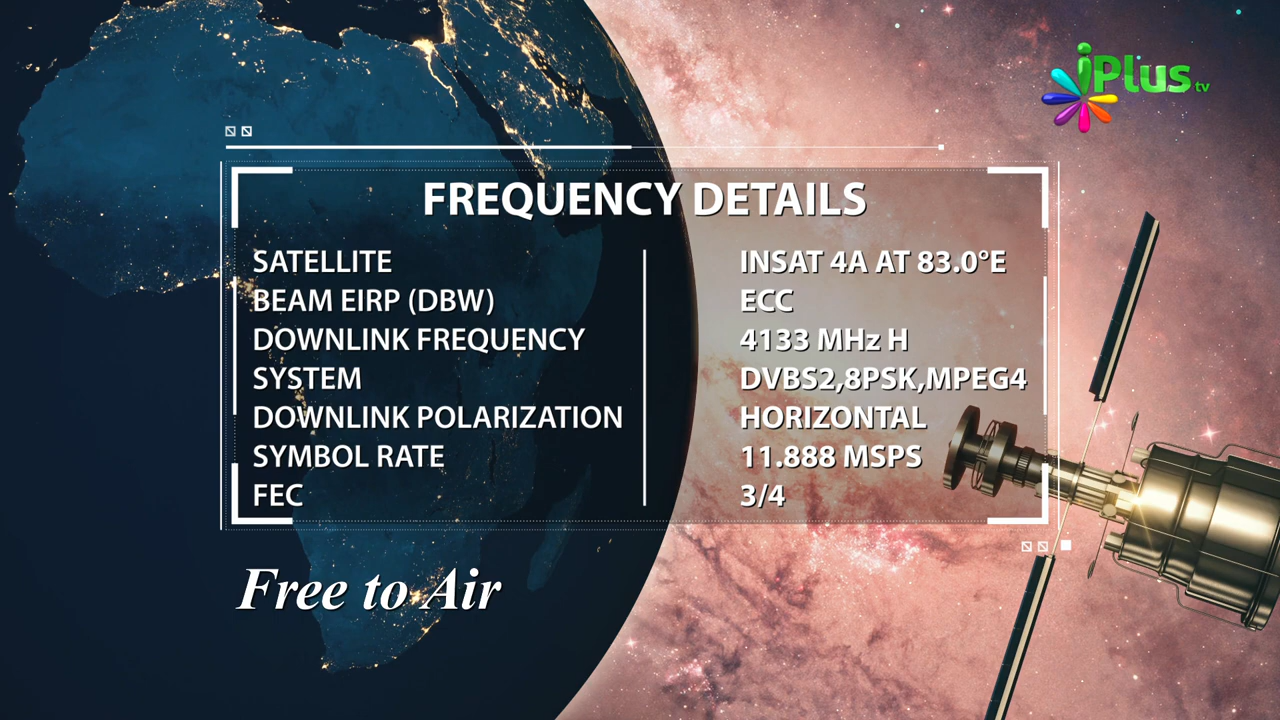 iPlus tv
FREQUENCY DETAILS
SATELLITE INSAT 4A AT 83.0°E
BEAM EIRP (DBW) ECC
DOWNLINK FREQUENCY 4133 MHz H
SYSTEM DVBS2,8PSK,MPEG4
DOWNLINK POLARIZATION HORIZONTAL
SYMBOL RATE 11.888 MSPS
FEC 3/4
Free to Air